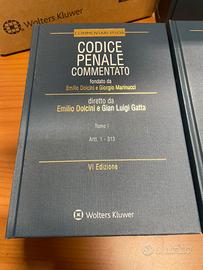 Wolters Kluwer
COMMENTARI IPSOA
CODICE
PENALE
COMMENTATO
fondato da
Emilio Dolcini e Giorgio Marinucci
diretto da
Emilio Dolcini e Gian Luigi Gatta
Tomo I
Artt. 1 - 313
VI Edizione
Wolters Kluwer
subito